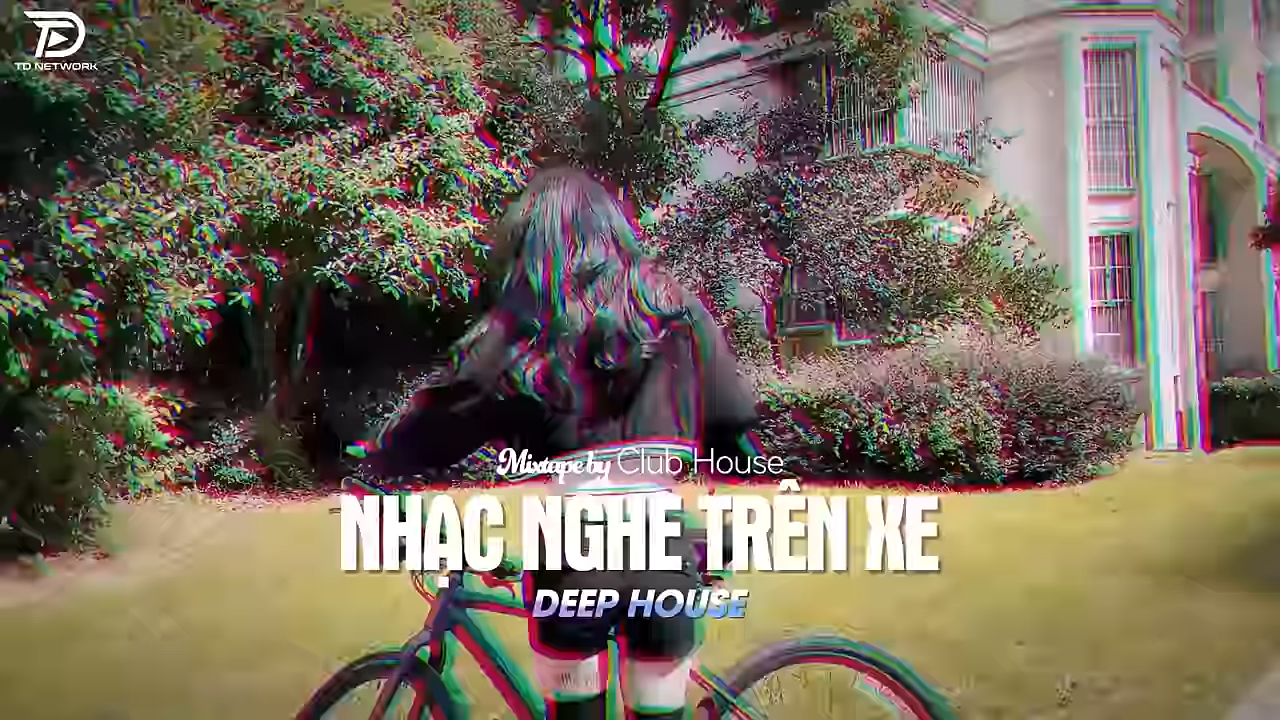 TD NETWORK
Mixtape by Club House
NHẠC NGHE TRÊN XE
DEEP HOUSE